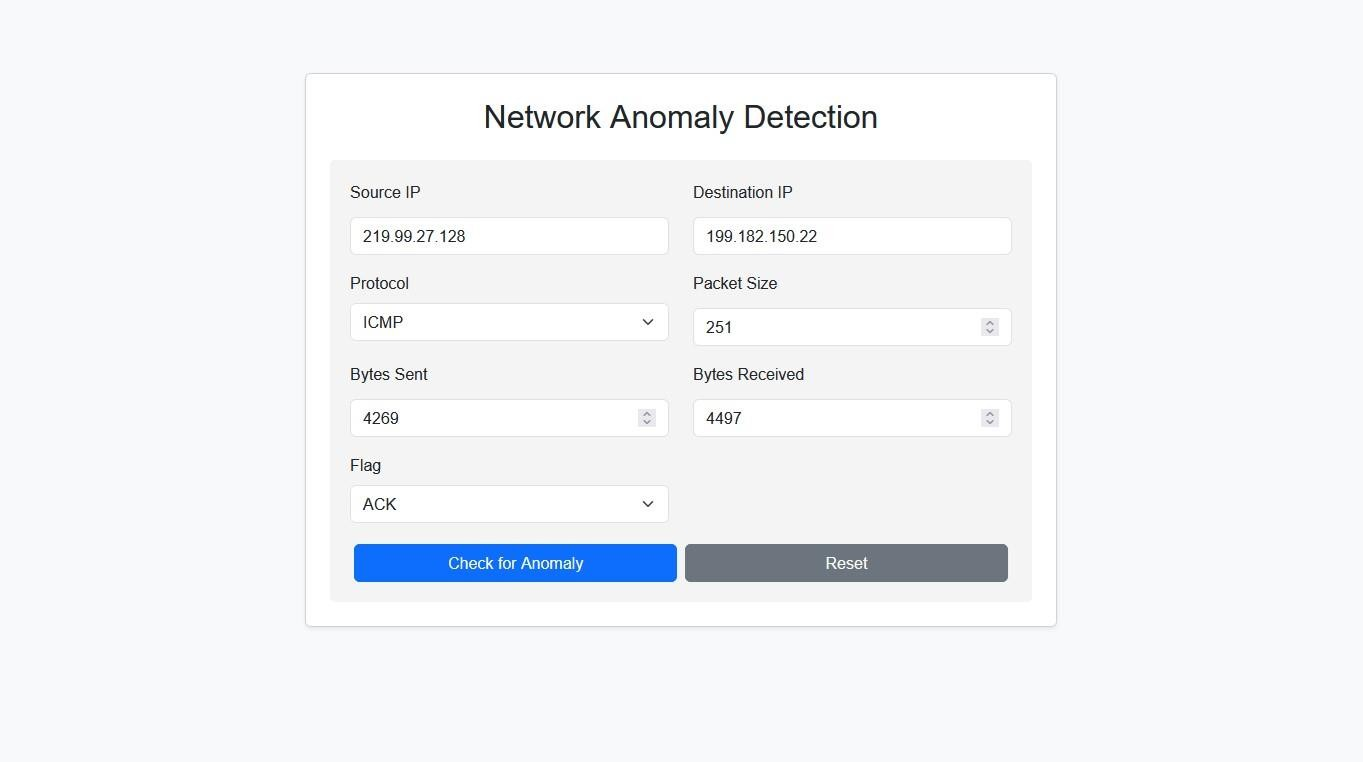 Network Anomaly Detection
Source IP
Destination IP
219.99.27.128
199.182.150.22
Protocol
Packet Size
ICMP
251
Bytes Sent
Bytes Received
4269
4497
Flag
ACK
Check for Anomaly
Reset